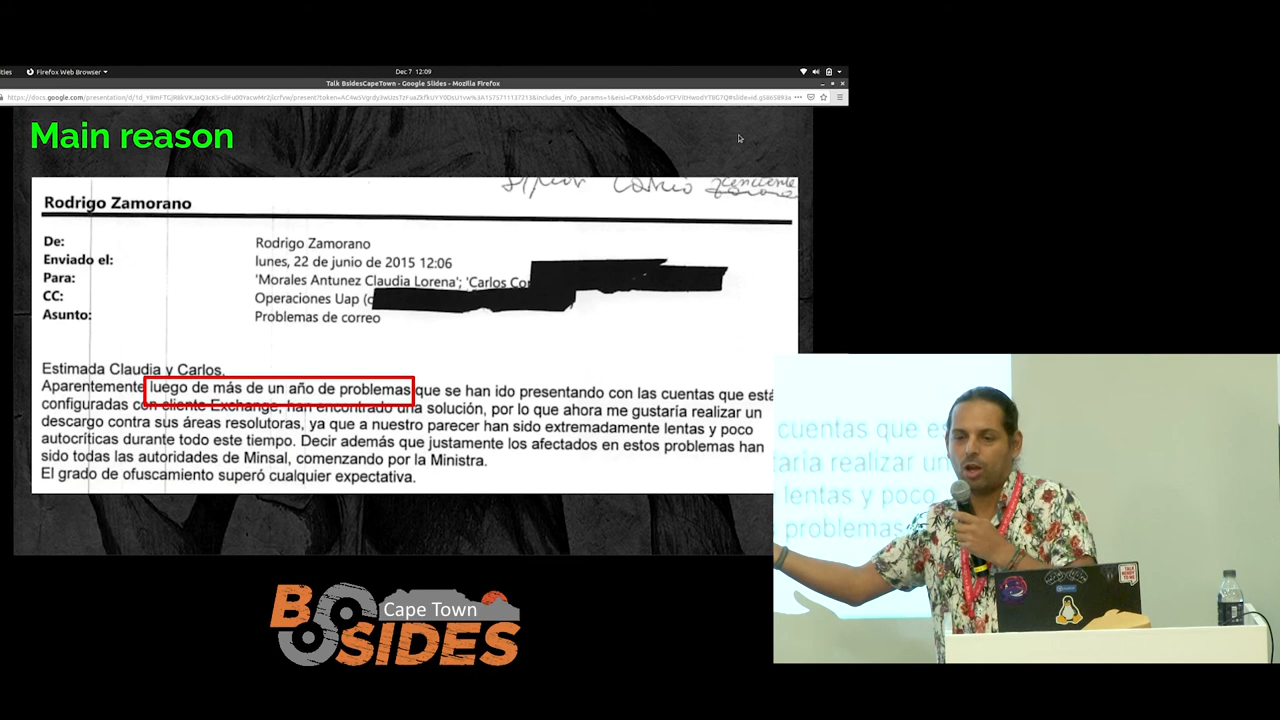 Firefox Web Browser
Dec 7 12:09
Talk BsidesCapeTown - Google Slides - Mozilla Firefox
Main reason
Rodrigo Zamorano
De: Rodrigo Zamorano
Enviado el: lunes, 22 de junio de 2015 12:06
Para: 'Morales Antunez Claudia Lorena'; 'Carlos
CC: Operaciones Uap
Asunto: Problemas de correo
Estimada Claudia y Carlos.
Aparentemente luego de más de un año de problemas que se han ido presentando con las cuentas que está
configuradas con cliente Exchange, han encontrado una solución, por lo que ahora me gustaría realizar un
descargo contra sus áreas resolutoras, ya que a nuestro parecer han sido extremadamente lentas y poco
autocríticas durante todo este tiempo. Decir además que justamente los afectados en estos problemas han
sido todas las autoridades de Minsal, comenzando por la Ministra.
El grado de ofuscamiento superó cualquier expectativa.
cuentas que es
taría realizar un
lentas y poco
problemas
BSIDES
Cape Town